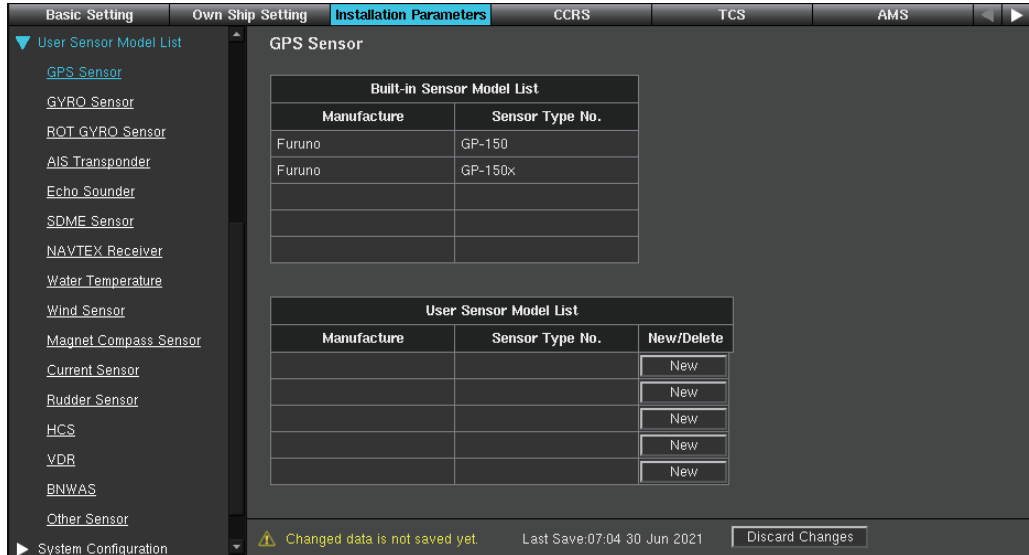 Basic Setting Own Ship Setting Installation Parameters CCRS TCS AMS
User Sensor Model List
GPS Sensor
GYRO Sensor
ROT GYRO Sensor
AIS Transponder
Echo Sounder
SDME Sensor
NAVTEX Receiver
Water Temperature
Wind Sensor
Magnet Compass Sensor
Current Sensor
Rudder Sensor
HCS
VDR
BNWAS
Other Sensor
System Configuration
GPS Sensor
Built-in Sensor Model List
Manufacture Sensor Type No.
Furuno GP-150
Furuno GP-150x
User Sensor Model List
Manufacture Sensor Type No. New/Delete
New
New
New
New
New
Changed data is not saved yet. Last Save:07:04 30 Jun 2021 Discard Changes